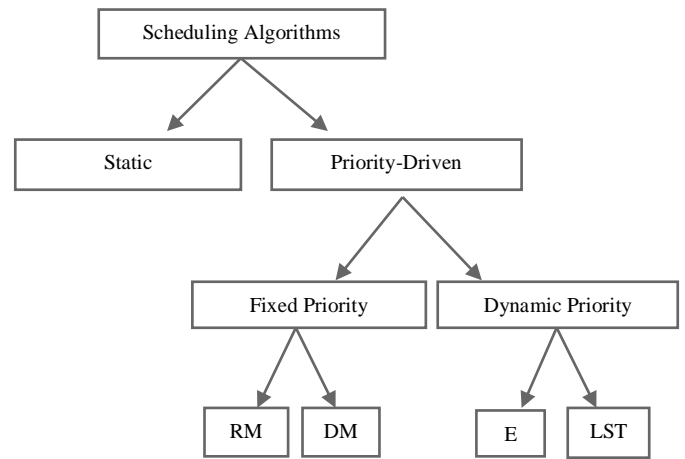 Scheduling Algorithms
Static
Priority-Driven
Fixed Priority
Dynamic Priority
RM
DM
E
LST